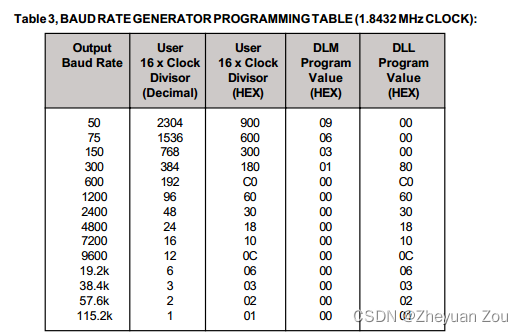 Table 3, BAUD RATE GENERATOR PROGRAMMING TABLE (1.8432 MHz CLOCK):
Output Baud Rate User 16 x Clock Divisor (Decimal) User 16 x Clock Divisor (HEX) DLM Program Value (HEX) DLL Program Value (HEX)
50 2304 900 09 00
75 1536 600 06 00
150 768 300 03 00
300 384 180 01 80
600 192 C0 00 C0
1200 96 60 00 60
2400 48 30 00 30
4800 24 18 00 18
7200 16 10 00 10
9600 12 0C 00 0C
19.2k 6 06 00 06
38.4k 3 03 00 03
57.6k 2 02 00 02
115.2k 1 01 00 01
CSDN @Zheyuan Zou